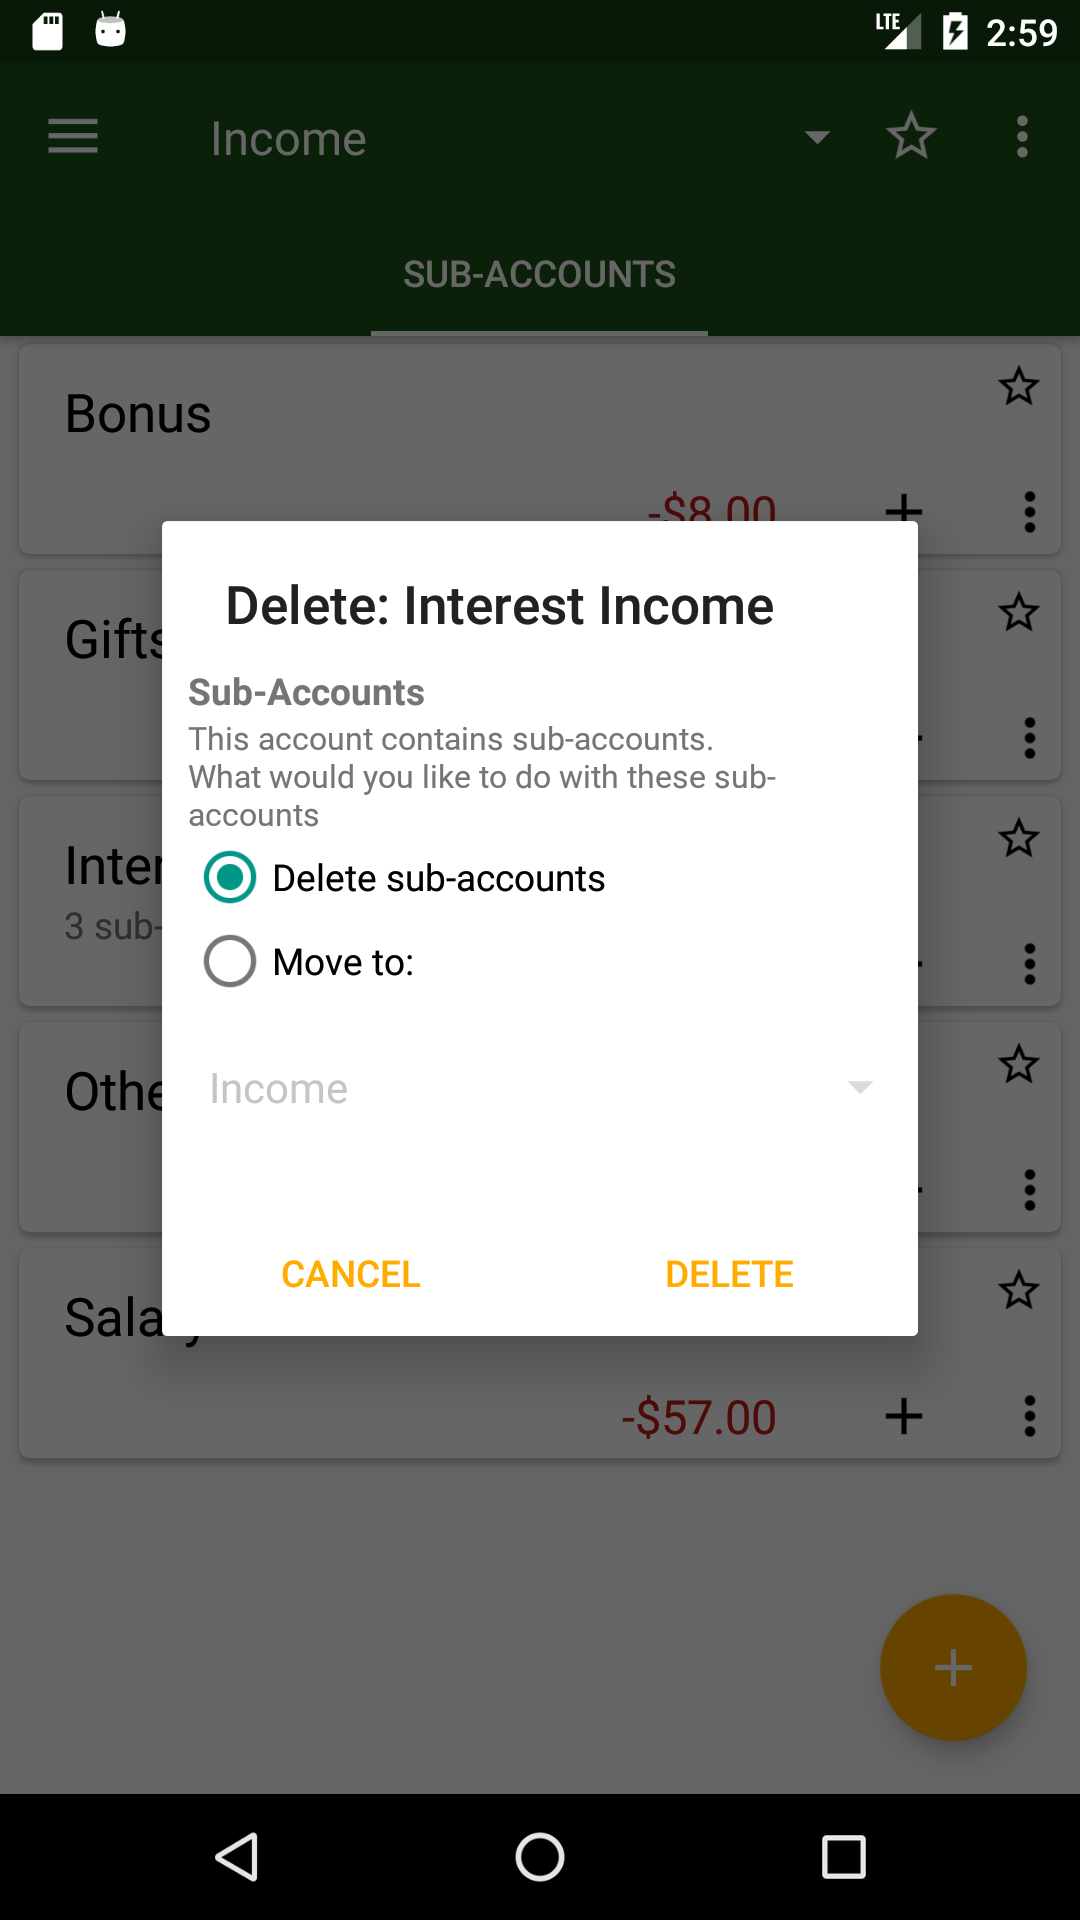 LTE 2:59
Income
SUB-ACCOUNTS
Bonus
-$8.00
Delete: Interest Income
Gifts
Sub-Accounts
This account contains sub-accounts.
What would you like to do with these sub-
accounts
Inter
3 sub-
Delete sub-accounts
Move to:
Income
Othe
CANCEL
DELETE
Salary
-$57.00